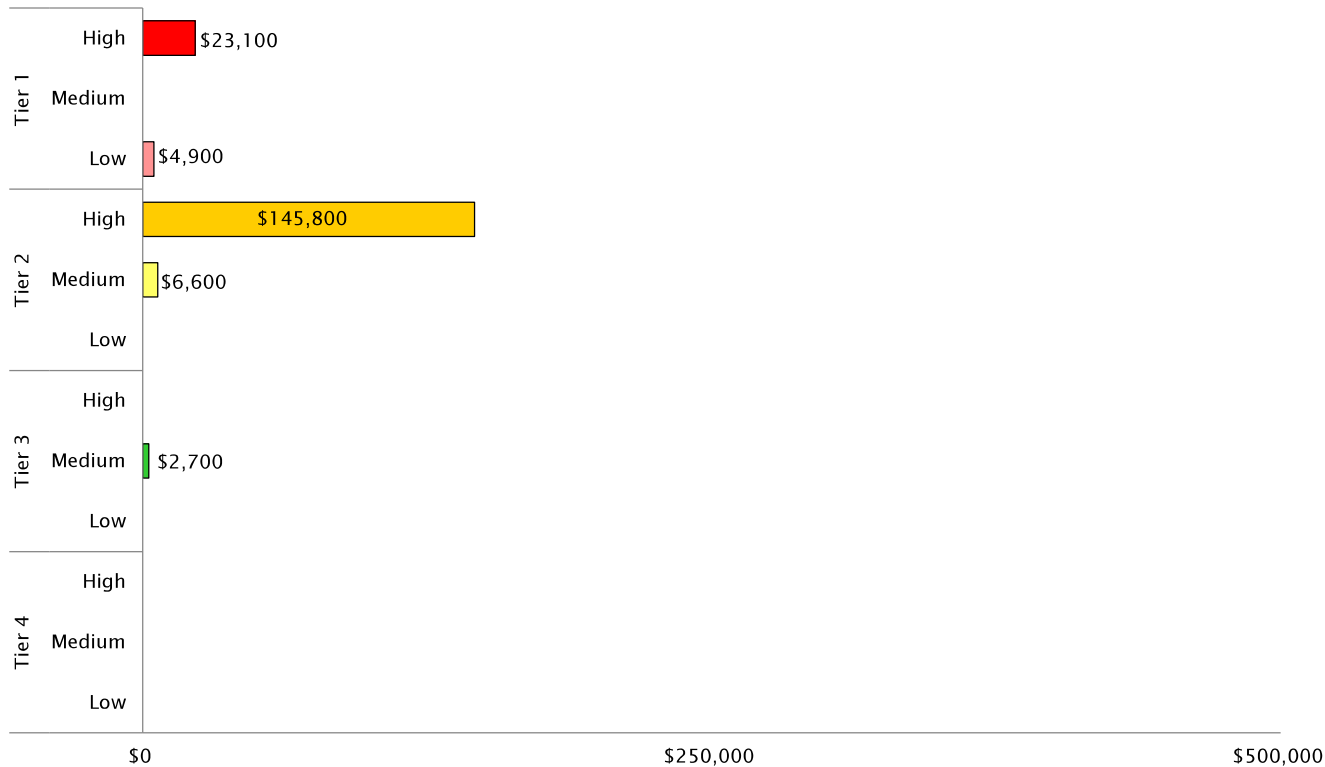 Tier 1
High $23,100
Medium
Low $4,900
Tier 2
High $145,800
Medium $6,600
Low
Tier 3
High
Medium $2,700
Low
Tier 4
High
Medium
Low
$0 $250,000 $500,000